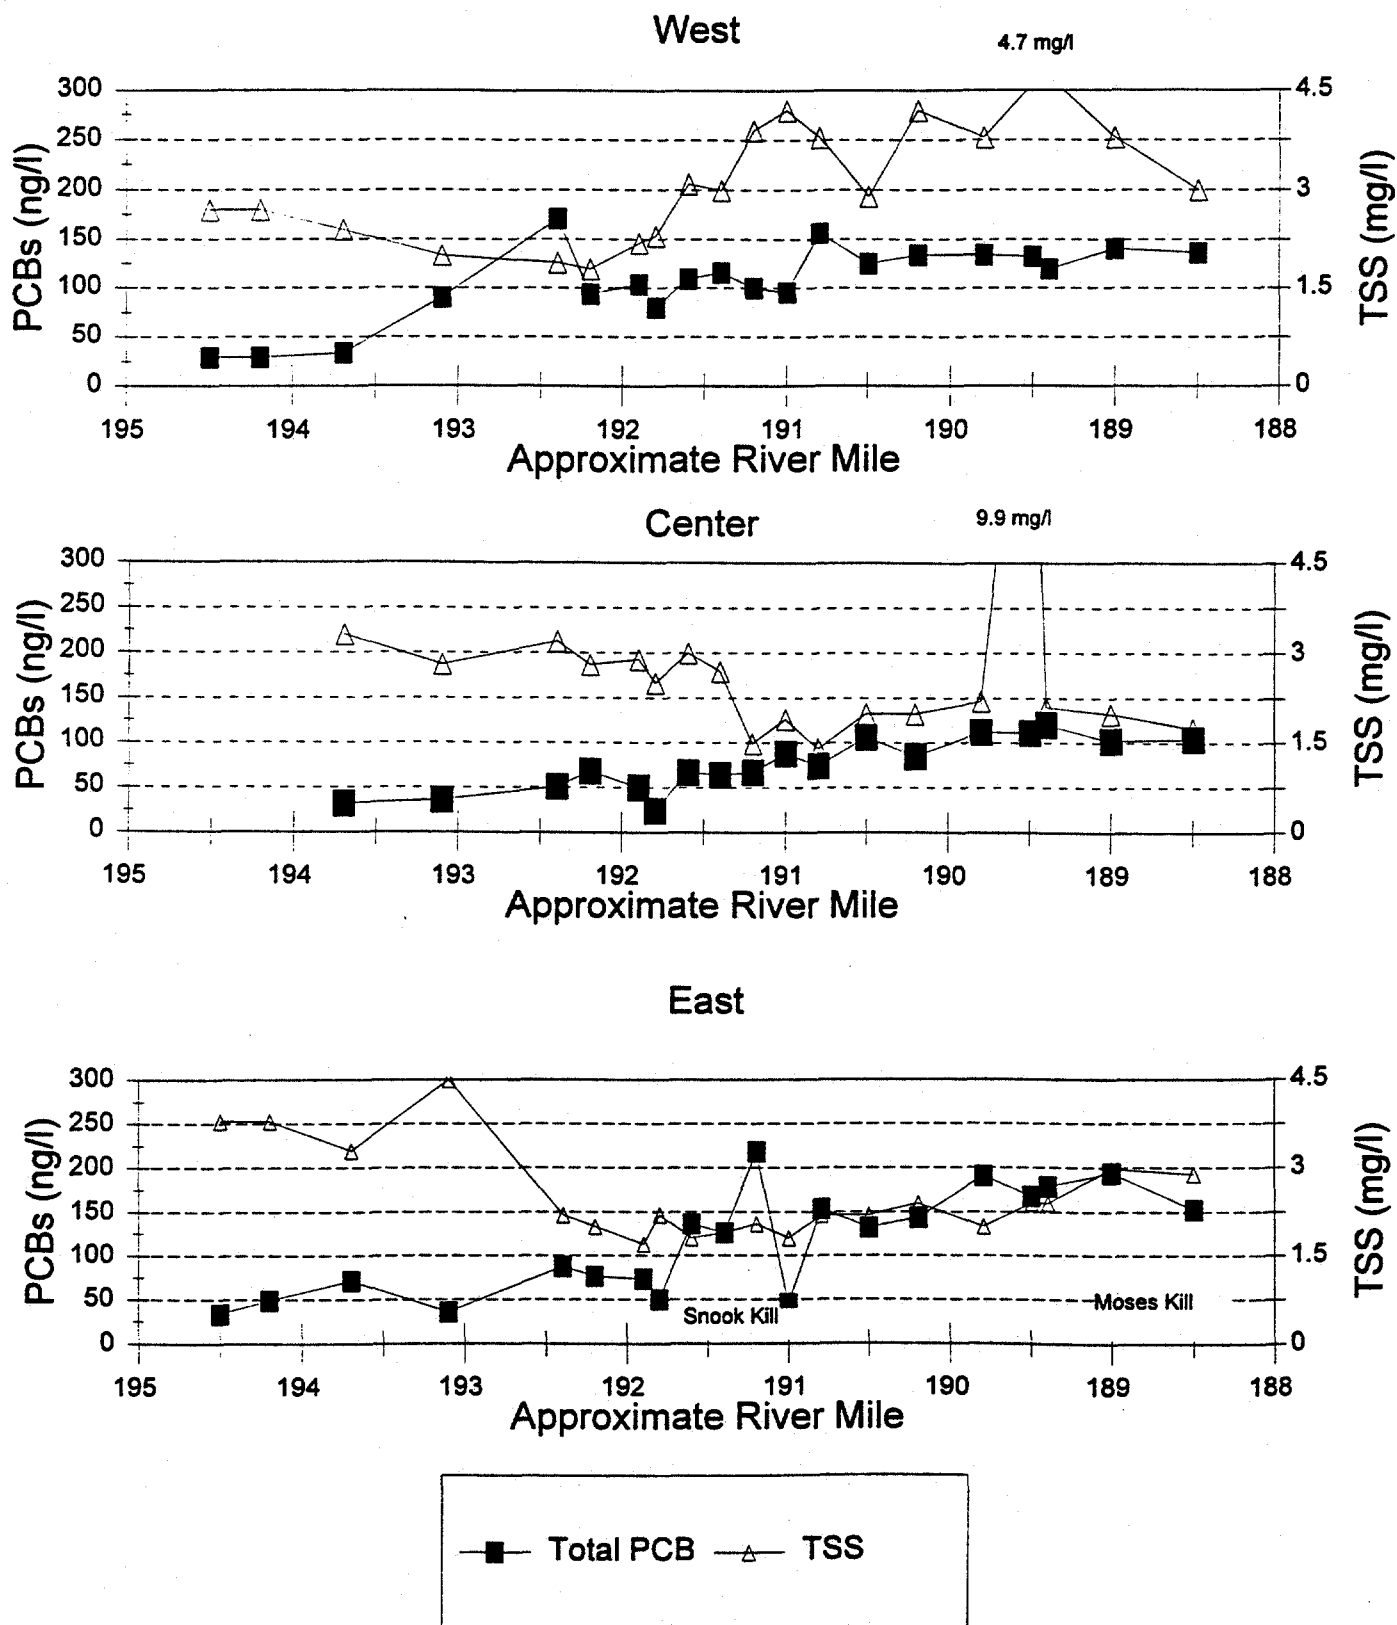 West
4.7 mg/l
300
250
200
150
100
50
0
PCBs (ng/l)
4.5
3
1.5
0
TSS (mg/l)
195 194 193 192 191 190 189 188
Approximate River Mile
Center
9.9 mg/l
300
250
200
150
100
50
0
PCBs (ng/l)
4.5
3
1.5
0
TSS (mg/l)
195 194 193 192 191 190 189 188
Approximate River Mile
East
300
250
200
150
100
50
0
PCBs (ng/l)
4.5
3
1.5
0
TSS (mg/l)
Snook Kill
Moses Kill
195 194 193 192 191 190 189 188
Approximate River Mile
Total PCB TSS